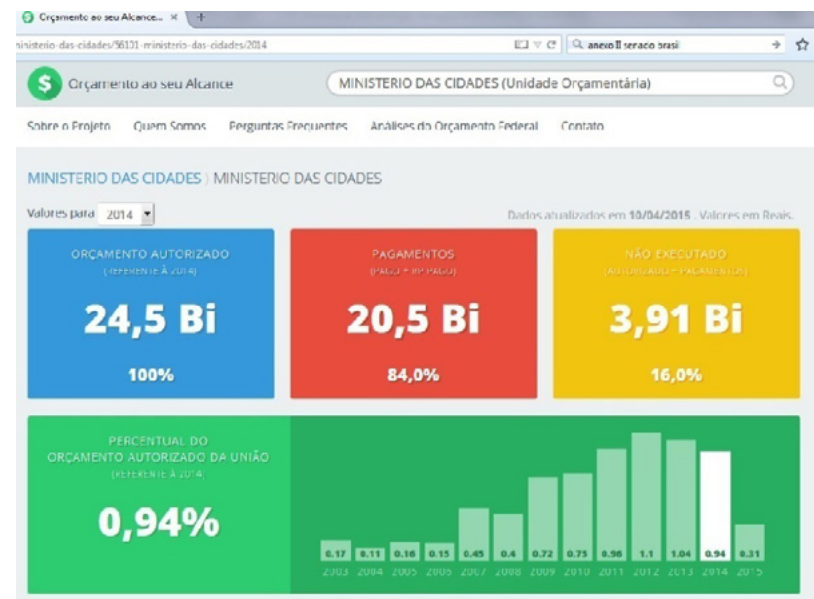 Orçamento ao seu Alcance... × +
ministerio-das-cidades/56101-ministerio-das-cidades/2014
anexo II senado brasil
$ Orçamento ao seu Alcance
MINISTERIO DAS CIDADES (Unidade Orçamentária)
Sobre o Projeto Quem Somos Perguntas Frequentes Análises do Orçamento Federal Contato
MINISTERIO DAS CIDADES ⟩ MINISTERIO DAS CIDADES
Valores para 2014
Dados atualizados em 10/04/2015 . Valores em Reais.
ORÇAMENTO AUTORIZADO
(REFERENTE À 2014)
24,5 Bi
100%
PAGAMENTOS
(PAGO + RP PAGO)
20,5 Bi
84,0%
NÃO EXECUTADO
(AUTORIZADO - PAGAMENTOS)
3,91 Bi
16,0%
PERCENTUAL DO
ORÇAMENTO AUTORIZADO DA UNIÃO
(REFERENTE À 2014)
0,94%
0.17 0.11 0.16 0.15 0.45 0.4 0.72 0.75 0.96 1.1 1.04 0.94 0.31
2003 2004 2005 2006 2007 2008 2009 2010 2011 2012 2013 2014 2015